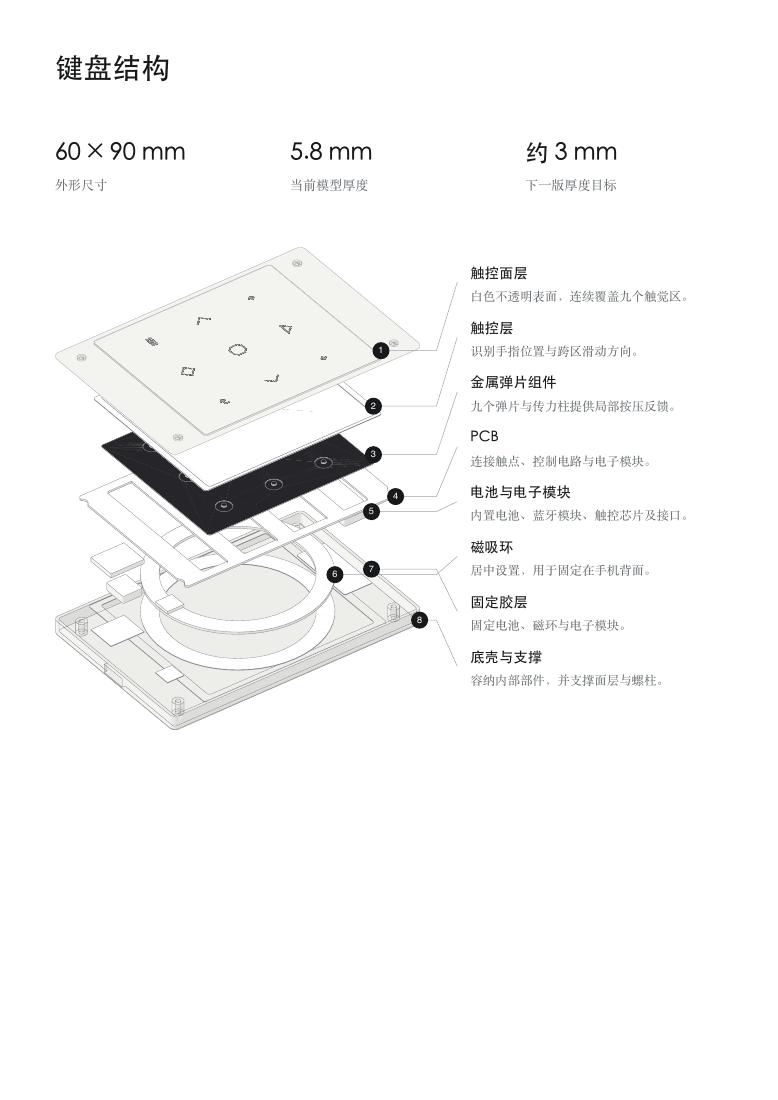 键盘结构
60 × 90 mm
外形尺寸
5.8 mm
当前模型厚度
约 3 mm
下一版厚度目标
触控面层
白色不透明表面，连续覆盖九个触觉区。
触控层
识别手指位置与跨区滑动方向。
金属弹片组件
九个弹片与传力柱提供局部按压反馈。
PCB
连接触点、控制电路与电子模块。
电池与电子模块
内置电池、蓝牙模块、触控芯片及接口。
磁吸环
居中设置，用于固定在手机背面。
固定胶层
固定电池、磁环与电子模块。
底壳与支撑
容纳内部部件，并支撑面层与螺柱。
1
2
3
4
5
6
7
8